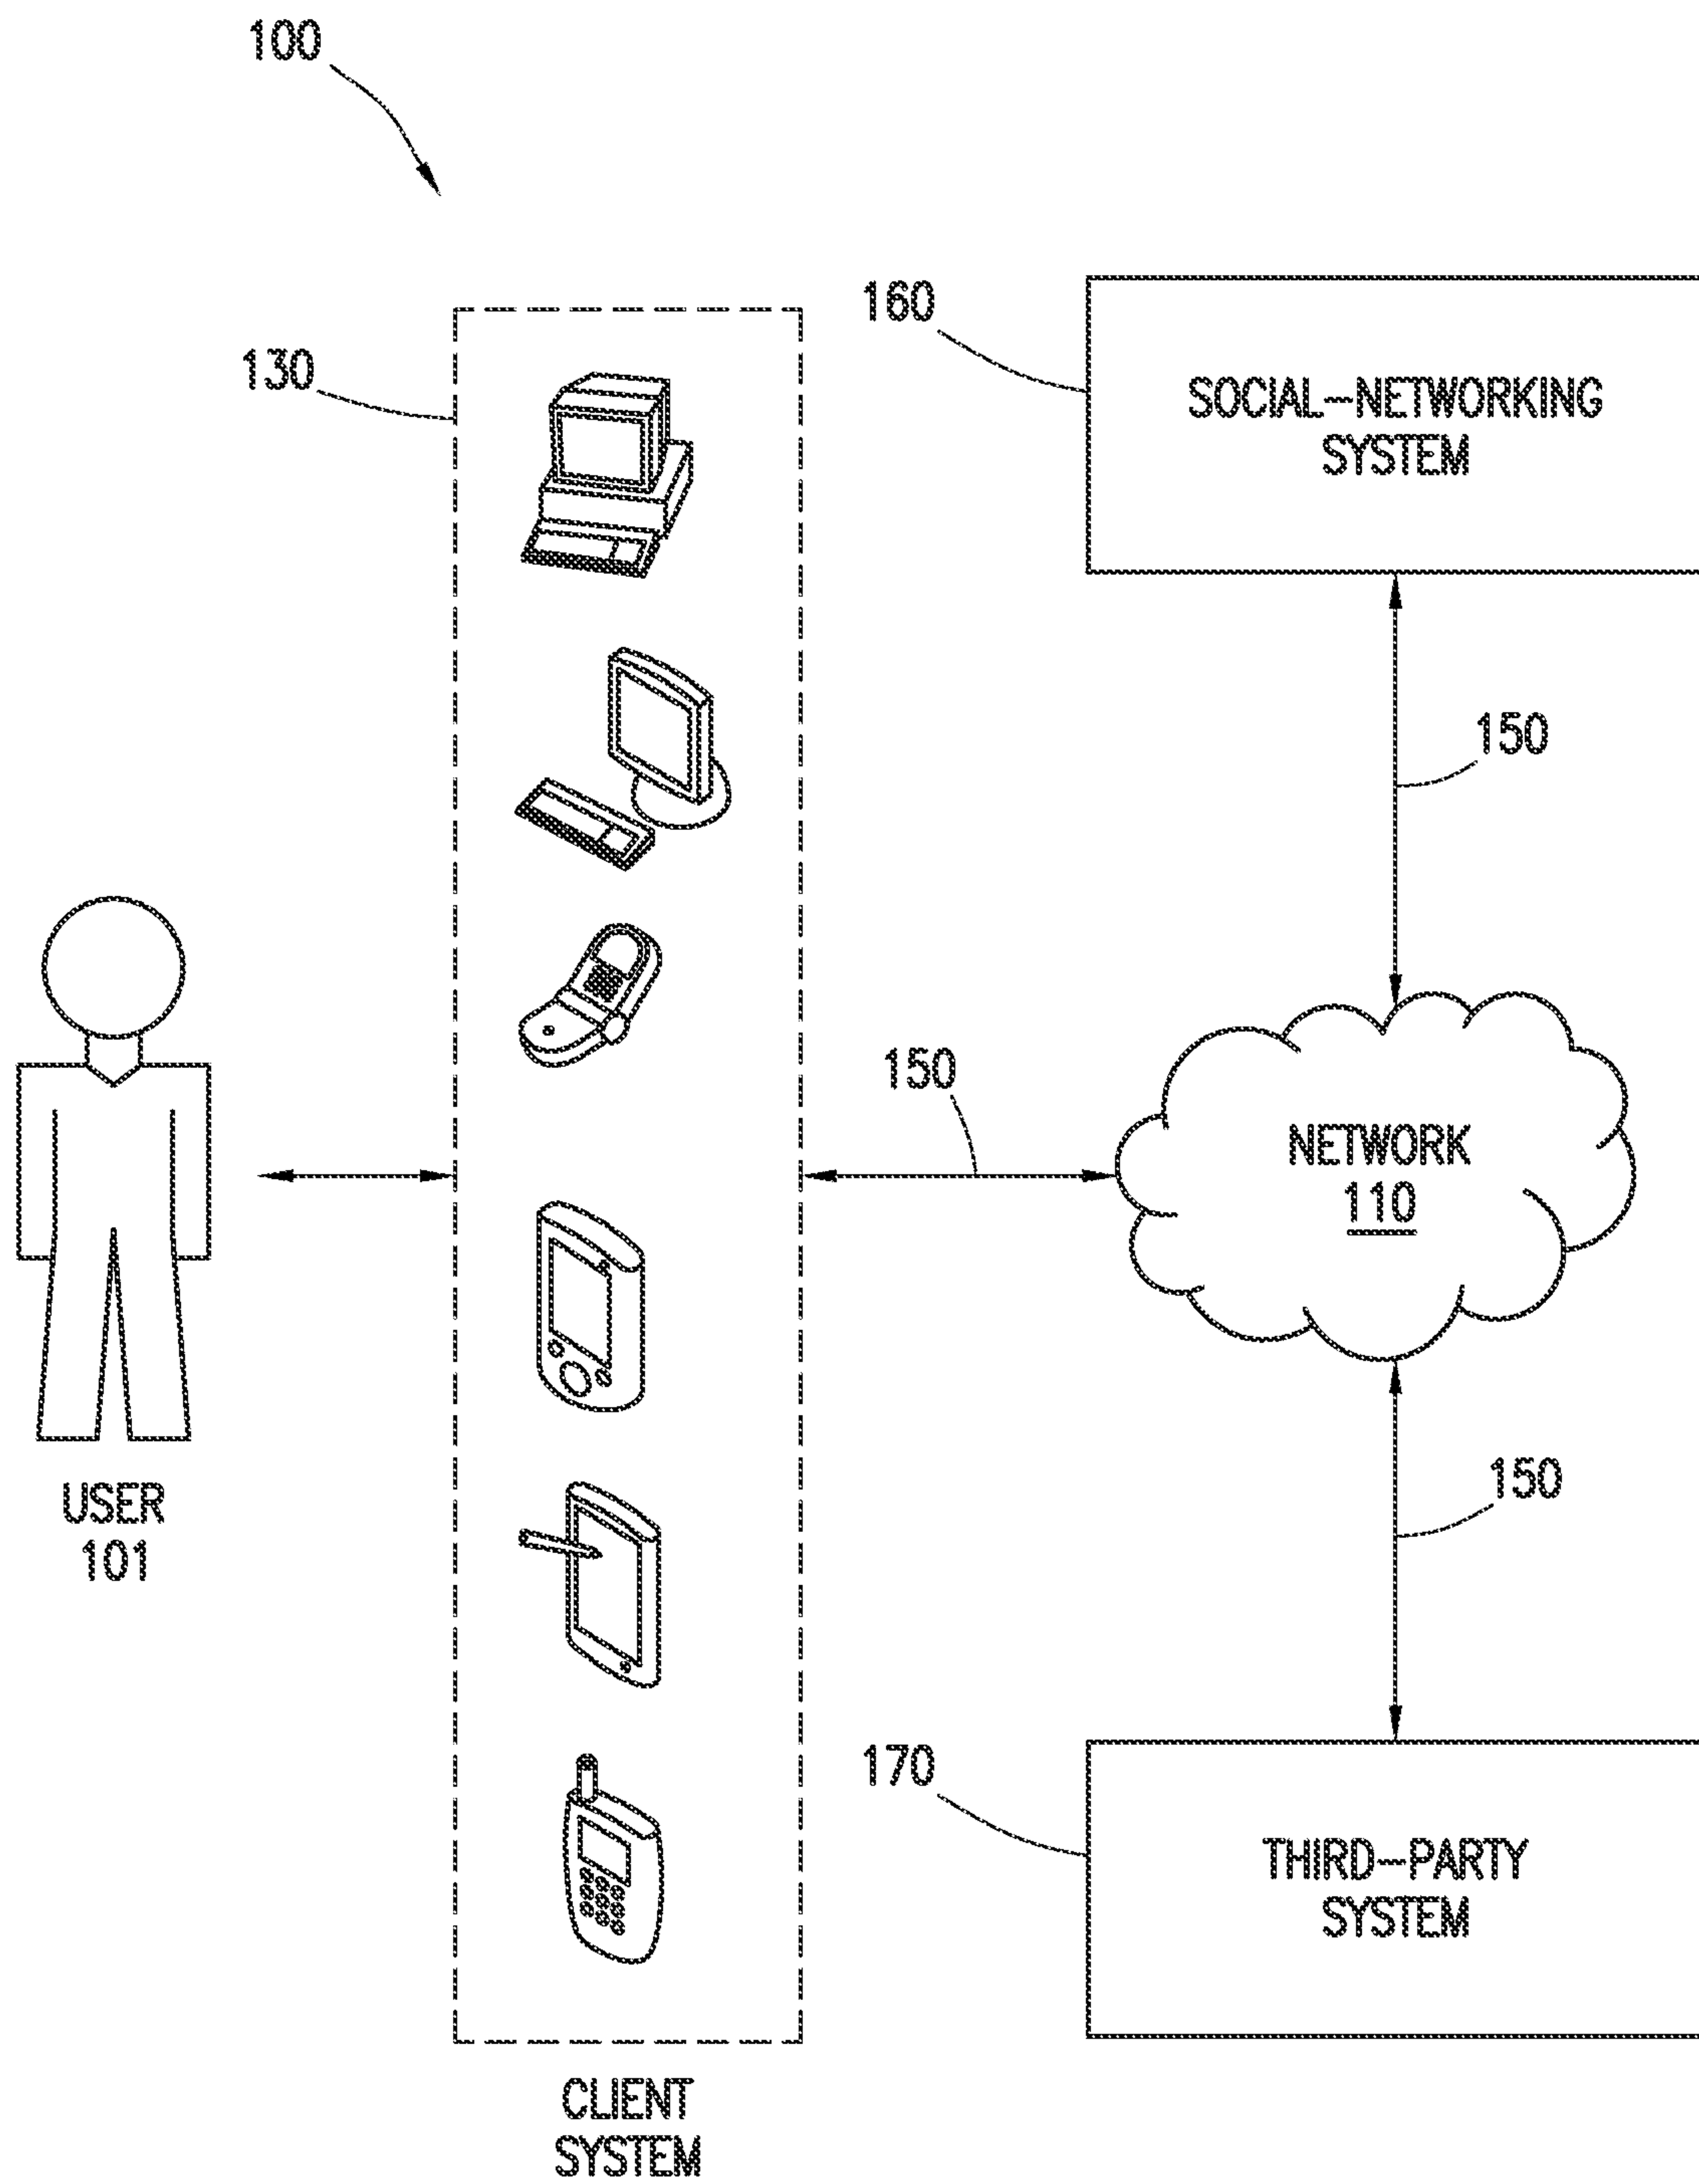 100
160
130
SOCIAL-NETWORKING
SYSTEM
150
150
NETWORK
110
150
USER
101
170
THIRD-PARTY
SYSTEM
CLIENT
SYSTEM